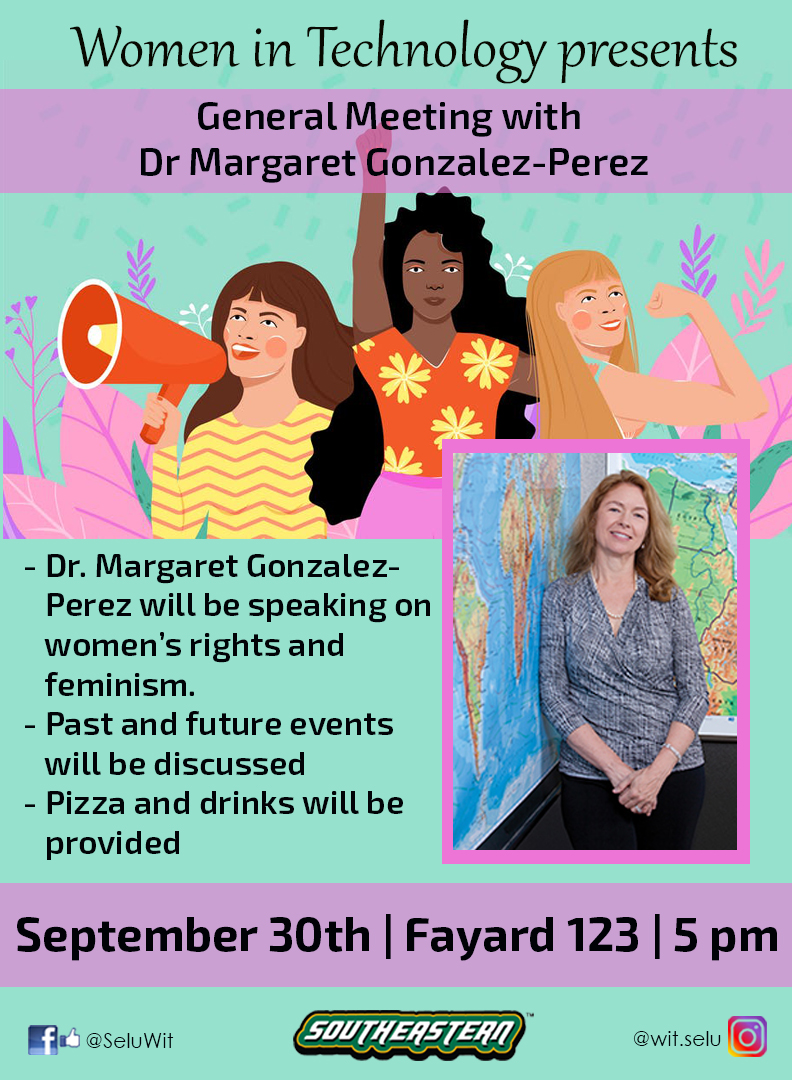 Women in Technology presents
General Meeting with
Dr Margaret Gonzalez-Perez
- Dr. Margaret Gonzalez-
Perez will be speaking on
women's rights and
feminism.
- Past and future events
will be discussed
- Pizza and drinks will be
provided
September 30th | Fayard 123 | 5 pm
@SeluWit
SOUTHEASTERN™
@wit.selu